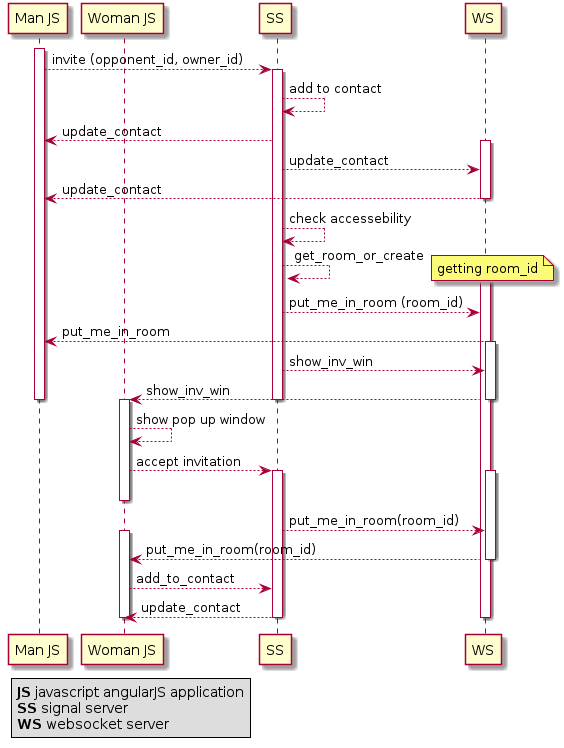 Man JS Woman JS SS WS
invite (opponent_id, owner_id)
add to contact
update_contact
update_contact
update_contact
check accessebility
get_room_or_create
getting room_id
put_me_in_room (room_id)
put_me_in_room
show_inv_win
show_inv_win
show pop up window
accept invitation
put_me_in_room(room_id)
put_me_in_room(room_id)
add_to_contact
update_contact
Man JS Woman JS SS WS
JS javascript angularJS application
SS signal server
WS websocket server